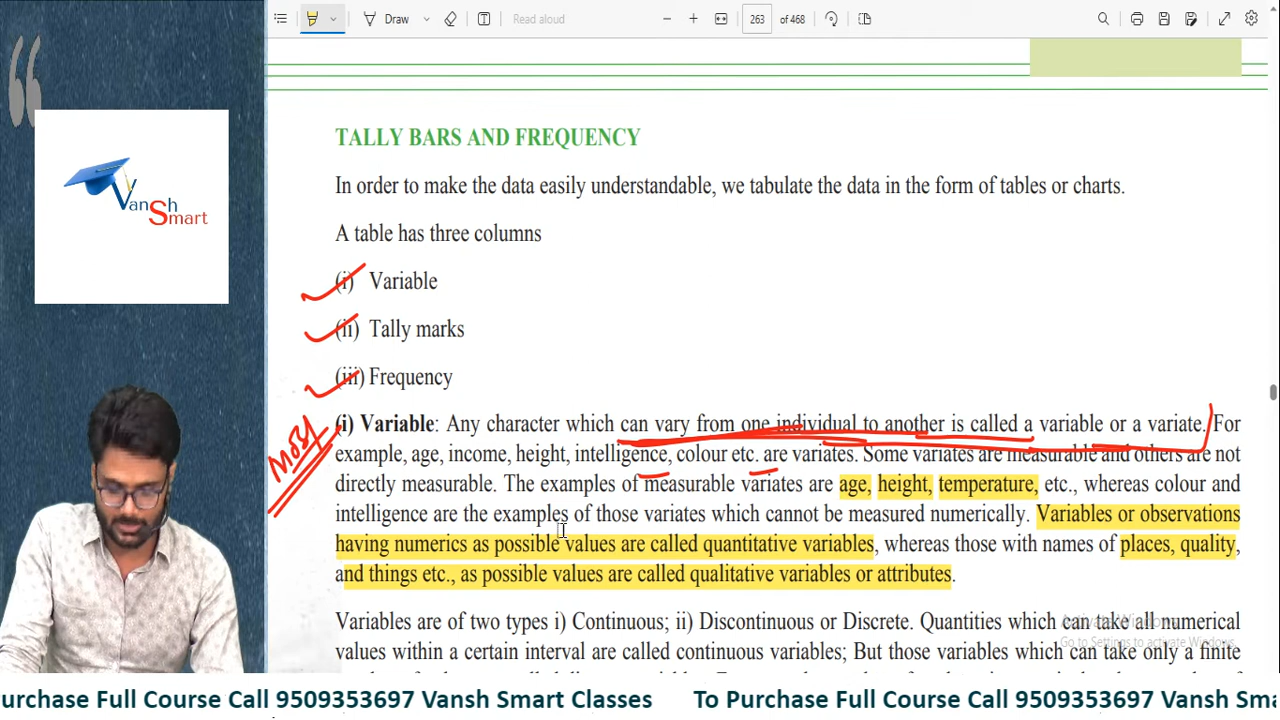 Draw
Read aloud
263 of 468
Vansh
Smart
TALLY BARS AND FREQUENCY
In order to make the data easily understandable, we tabulate the data in the form of tables or charts.
A table has three columns
(i) Variable
(ii) Tally marks
(iii) Frequency
(i) Variable: Any character which can vary from one individual to another is called a variable or a variate. For
example, age, income, height, intelligence, colour etc. are variates. Some variates are measurable and others are not
directly measurable. The examples of measurable variates are age, height, temperature, etc., whereas colour and
intelligence are the examples of those variates which cannot be measured numerically. Variables or observations
having numerics as possible values are called quantitative variables, whereas those with names of places, quality,
and things etc., as possible values are called qualitative variables or attributes.
Variables are of two types i) Continuous; ii) Discontinuous or Discrete. Quantities which can take all numerical
values within a certain interval are called continuous variables; But those variables which can take only a finite
Activate Windows
Go to Settings to activate Windows.
urchase Full Course Call 9509353697 Vansh Smart Classes To Purchase Full Course Call 9509353697 Vansh Sma